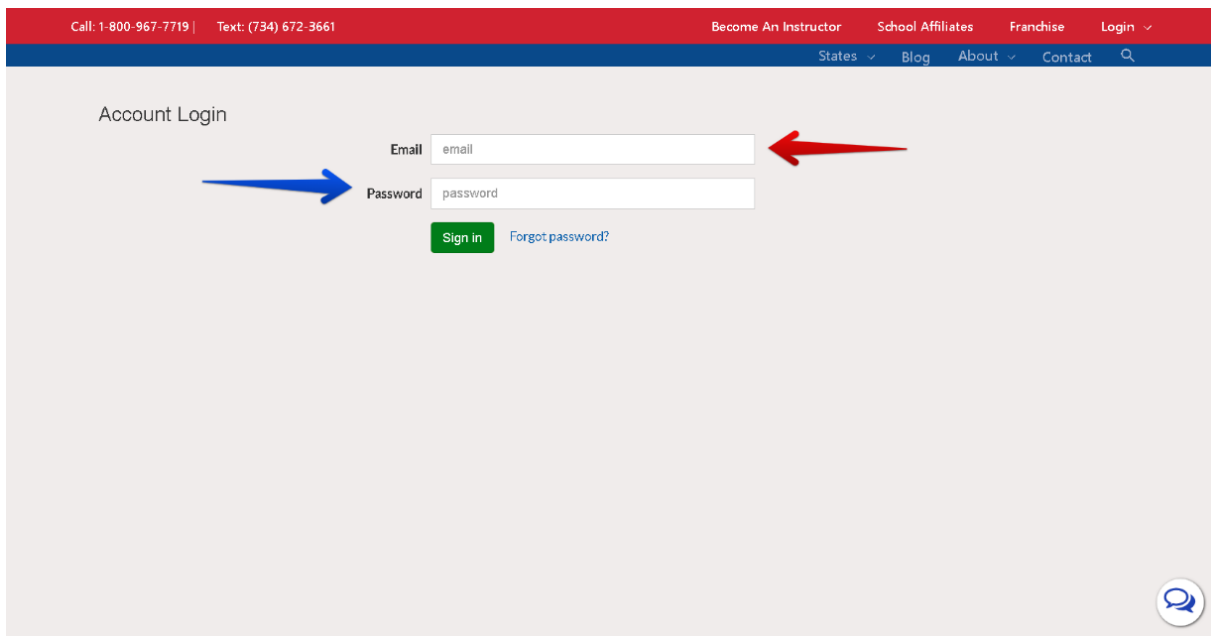 Call: 1-800-967-7719 | Text: (734) 672-3661 Become An Instructor School Affiliates Franchise Login
States Blog About Contact
Account Login
Email email
Password password
Sign in Forgot password?